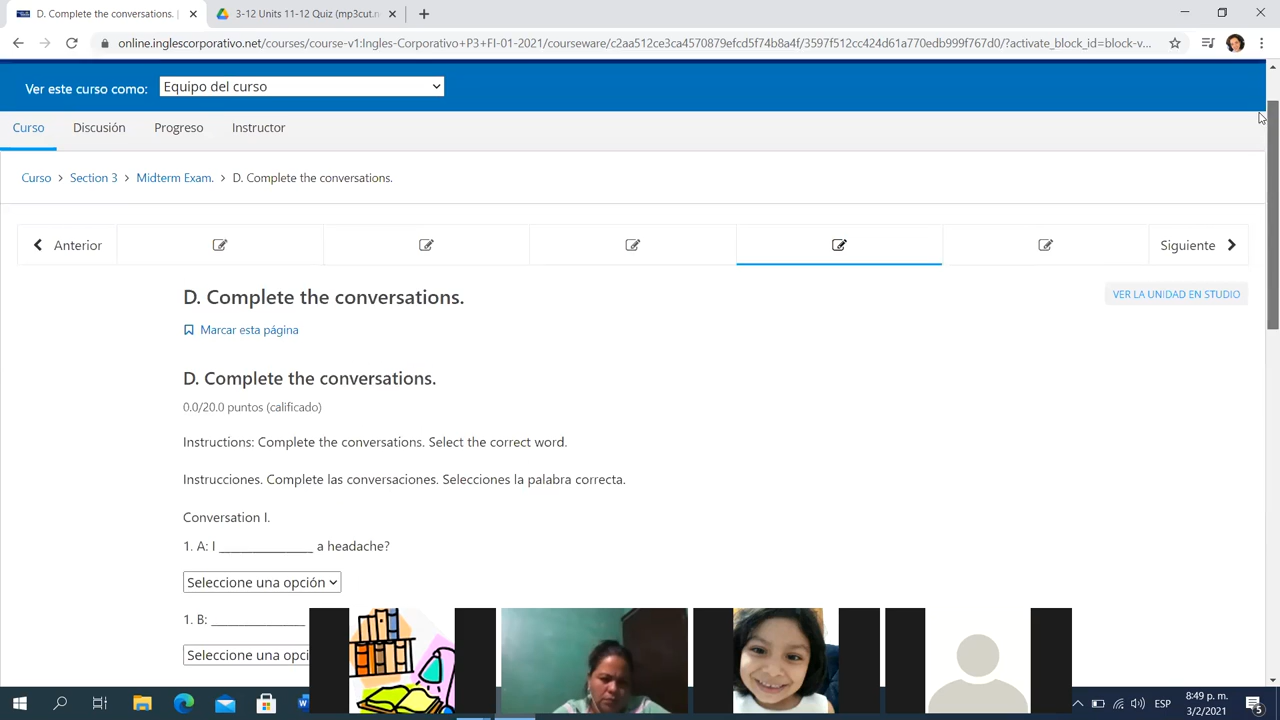 D. Complete the conversations. |
3-12 Units 11-12 Quiz (mp3cut.n
online.inglescorporativo.net/courses/course-v1:Ingles-Corporativo+P3+FI-01-2021/courseware/c2aa512ce3ca4570879efcd5f74b8a4f/3597f512cc424d61a770edb999f767d0/?activate_block_id=block-v...
Ver este curso como:
Equipo del curso
Curso
Discusión
Progreso
Instructor
Curso > Section 3 > Midterm Exam. > D. Complete the conversations.
Anterior
Siguiente
D. Complete the conversations.
VER LA UNIDAD EN STUDIO
Marcar esta página
D. Complete the conversations.
0.0/20.0 puntos (calificado)
Instructions: Complete the conversations. Select the correct word.
Instrucciones. Complete las conversaciones. Selecciones la palabra correcta.
Conversation I.
1. A: I _______________ a headache?
Seleccione una opción
1. B: _______________
Seleccione una opci
ESP
8:49 p. m.
3/2/2021
5